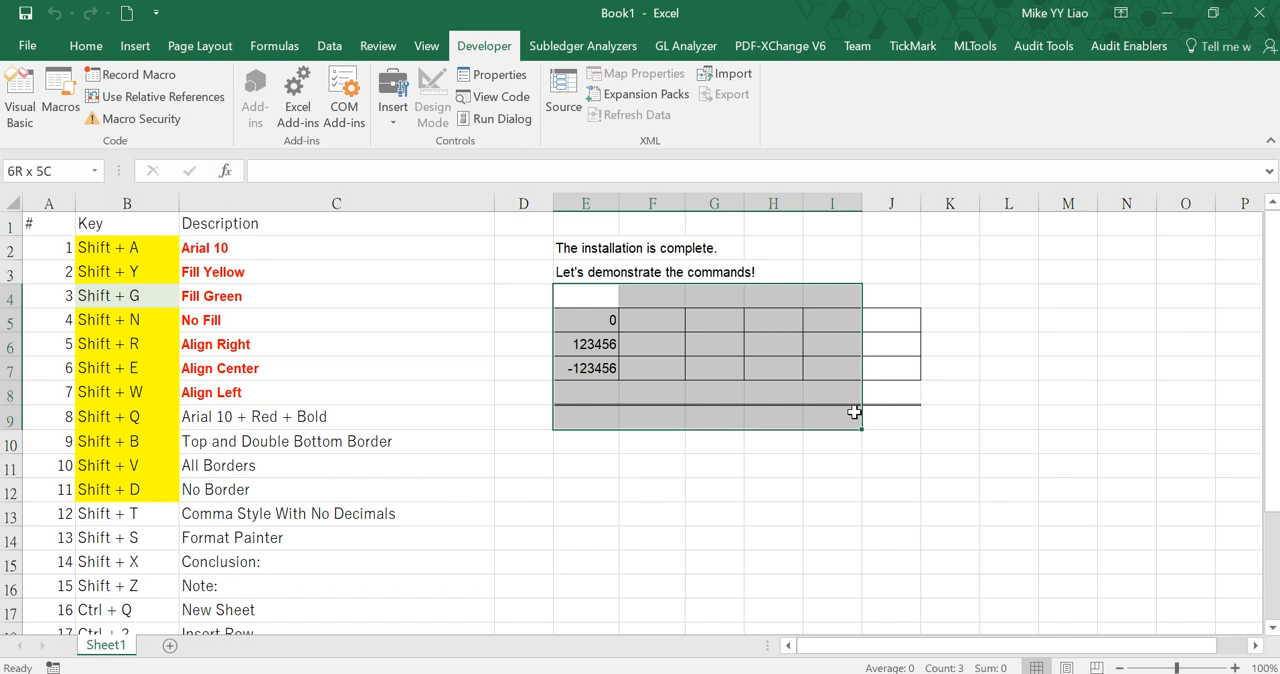 Book1 - Excel
Mike YY Liao
File Home Insert Page Layout Formulas Data Review View Developer Subledger Analyzers GL Analyzer PDF-XChange V6 Team TickMark MLTools Audit Tools Audit Enablers Tell me w
Visual Basic
Macros
Record Macro
Use Relative References
Macro Security
Code
Add-ins
Excel Add-ins
COM Add-ins
Add-ins
Insert
Design Mode
Properties
View Code
Run Dialog
Controls
Source
Map Properties
Expansion Packs
Refresh Data
Import
Export
XML
6R x 5C
fx
A B C D E F G H I J K L M N O P
1 # Key Description
2 1 Shift + A Arial 10 The installation is complete.
3 2 Shift + Y Fill Yellow Let's demonstrate the commands!
4 3 Shift + G Fill Green
5 4 Shift + N No Fill 0
6 5 Shift + R Align Right 123456
7 6 Shift + E Align Center -123456
8 7 Shift + W Align Left
9 8 Shift + Q Arial 10 + Red + Bold
10 9 Shift + B Top and Double Bottom Border
11 10 Shift + V All Borders
12 11 Shift + D No Border
13 12 Shift + T Comma Style With No Decimals
14 13 Shift + S Format Painter
15 14 Shift + X Conclusion:
16 15 Shift + Z Note:
17 16 Ctrl + Q New Sheet
17 Ctrl + 2 Insert Row
Sheet1
Ready
Average: 0 Count: 3 Sum: 0
100%